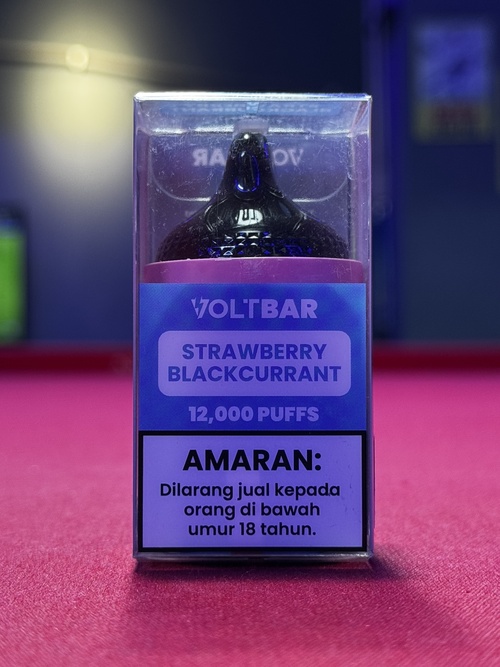 VOLTBAR
STRAWBERRY
BLACKCURRANT
12,000 PUFFS
AMARAN:
Dilarang jual kepada
orang di bawah
umur 18 tahun.